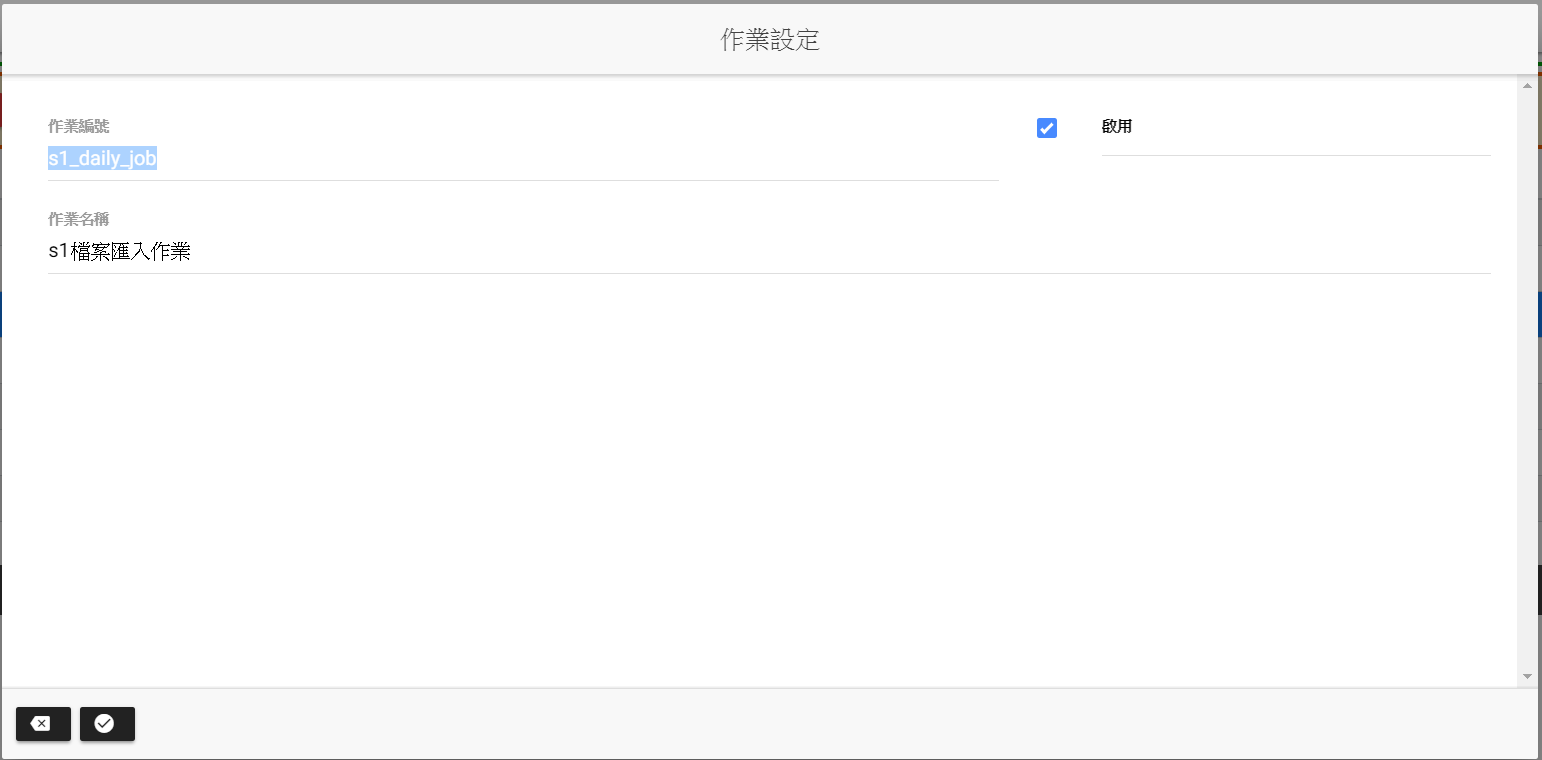 作業設定
作業編號
s1_daily_job
啟用
作業名稱
s1檔案匯入作業